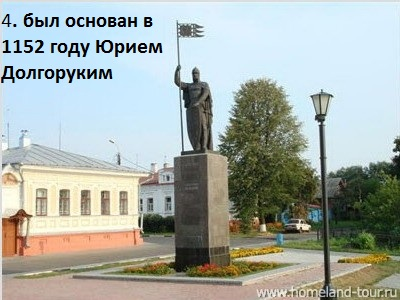 4. был основан в
1152 году Юрием
Долгоруким
www.homeland-tour.ru